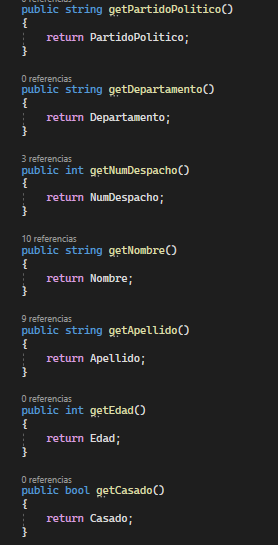 0 referencias
public string getPartidoPolitico()
{
return PartidoPolitico;
}
0 referencias
public string getDepartamento()
{
return Departamento;
}
3 referencias
public int getNumDespacho()
{
return NumDespacho;
}
10 referencias
public string getNombre()
{
return Nombre;
}
9 referencias
public string getApellido()
{
return Apellido;
}
0 referencias
public int getEdad()
{
return Edad;
}
0 referencias
public bool getCasado()
{
return Casado;
}